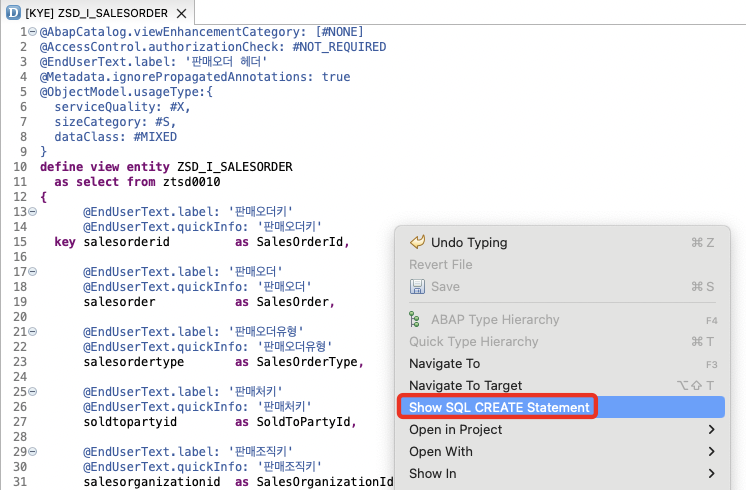 [KYE] ZSD_I_SALESORDER
1 @AbapCatalog.viewEnhancementCategory: [#NONE]
2 @AccessControl.authorizationCheck: #NOT_REQUIRED
3 @EndUserText.label: '판매오더 헤더'
4 @Metadata.ignorePropagatedAnnotations: true
5 @ObjectModel.usageType:{
6 serviceQuality: #X,
7 sizeCategory: #S,
8 dataClass: #MIXED
9 }
10 define view entity ZSD_I_SALESORDER
11 as select from ztsd0010
12 {
13 @EndUserText.label: '판매오더키'
14 @EndUserText.quickInfo: '판매오더키'
15 key salesorderid as SalesOrderId,
16
17 @EndUserText.label: '판매오더'
18 @EndUserText.quickInfo: '판매오더'
19 salesorder as SalesOrder,
20
21 @EndUserText.label: '판매오더유형'
22 @EndUserText.quickInfo: '판매오더유형'
23 salesordertype as SalesOrderType,
24
25 @EndUserText.label: '판매처키'
26 @EndUserText.quickInfo: '판매처키'
27 soldtopartyid as SoldToPartyId,
28
29 @EndUserText.label: '판매조직키'
30 @EndUserText.quickInfo: '판매조직키'
31 salesorganizationid as SalesOrganizationId
Undo Typing ⌘Z
Revert File
Save ⌘S
ABAP Type Hierarchy F4
Quick Type Hierarchy ⌘T
Navigate To F3
Navigate To Target ⌥⇧T
Show SQL CREATE Statement
Open in Project
Open With
Show In